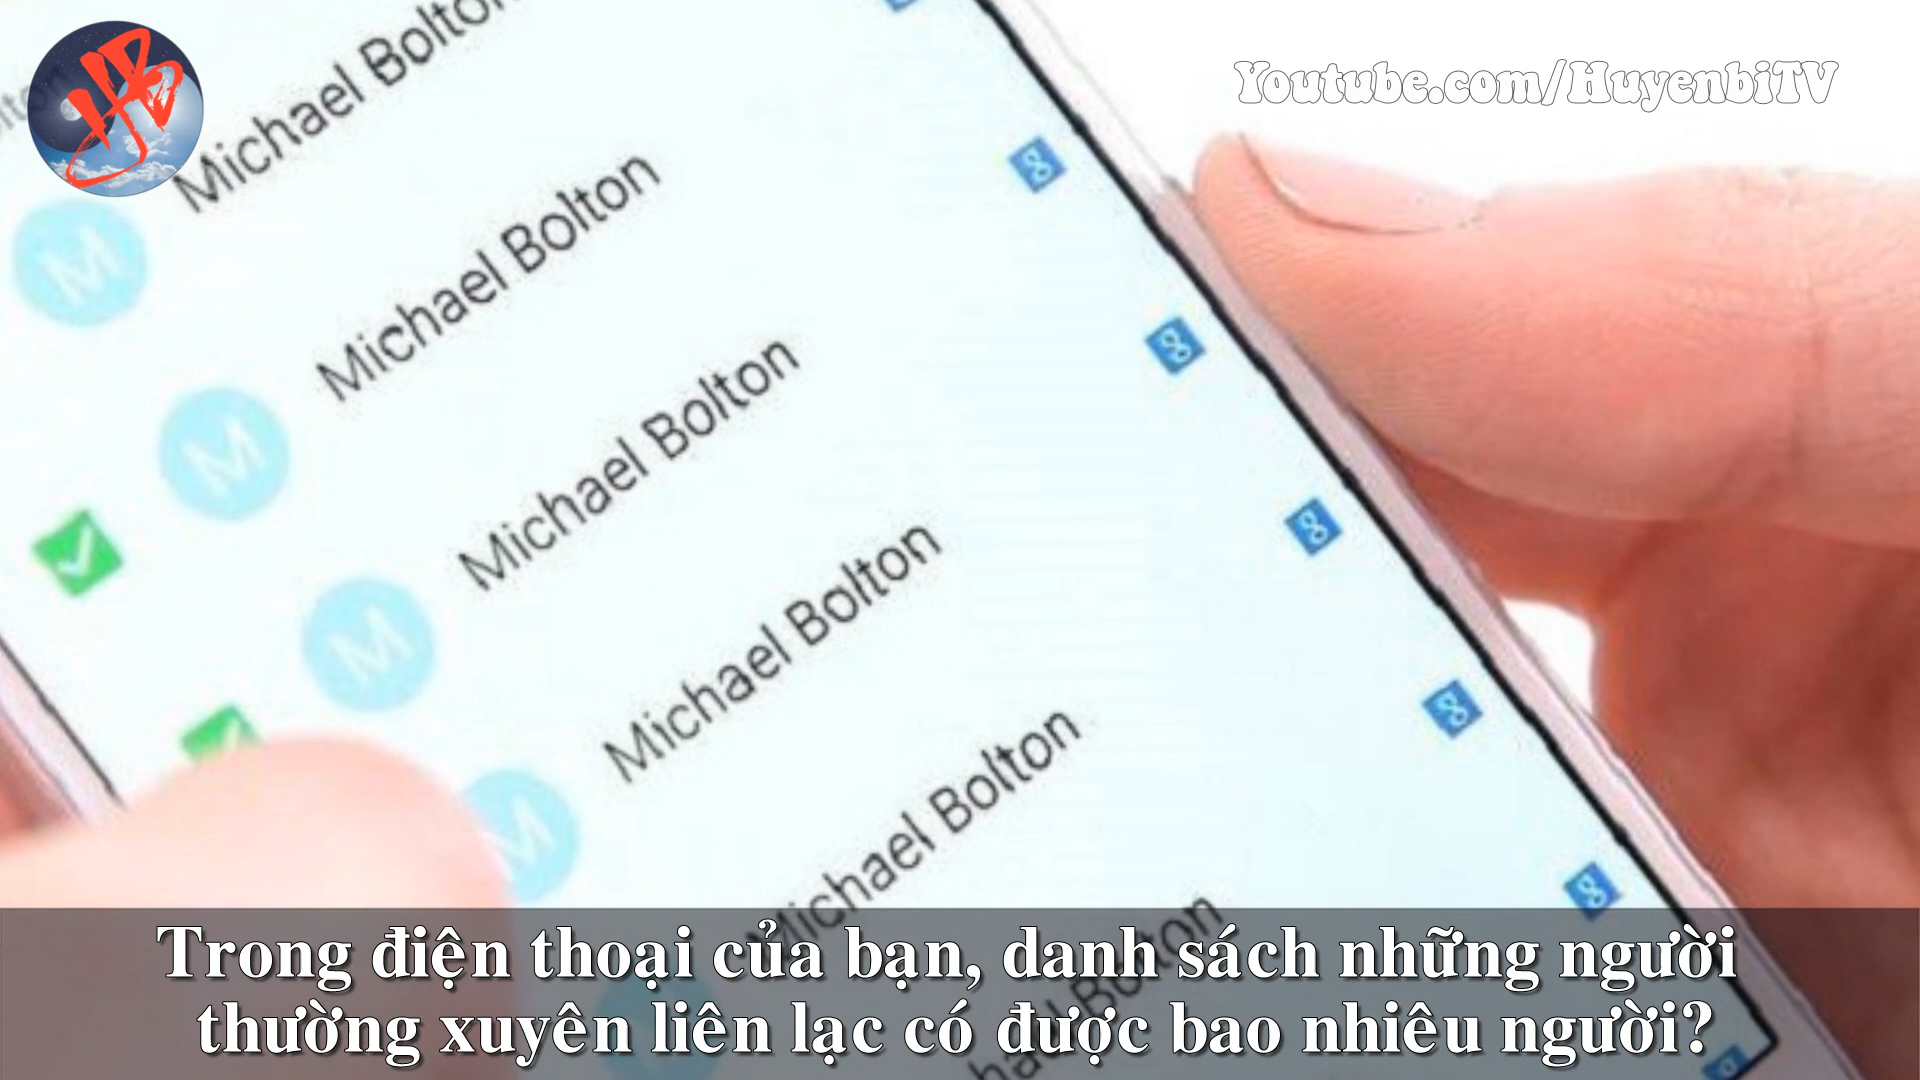 Youtube.com/HuyenbiTV
Michael Bolton
M Michael Bolton
M Michael Bolton
M Michael Bolton
M Michael Bolton
Trong điện thoại của bạn, danh sách những người
thường xuyên liên lạc có được bao nhiêu người?